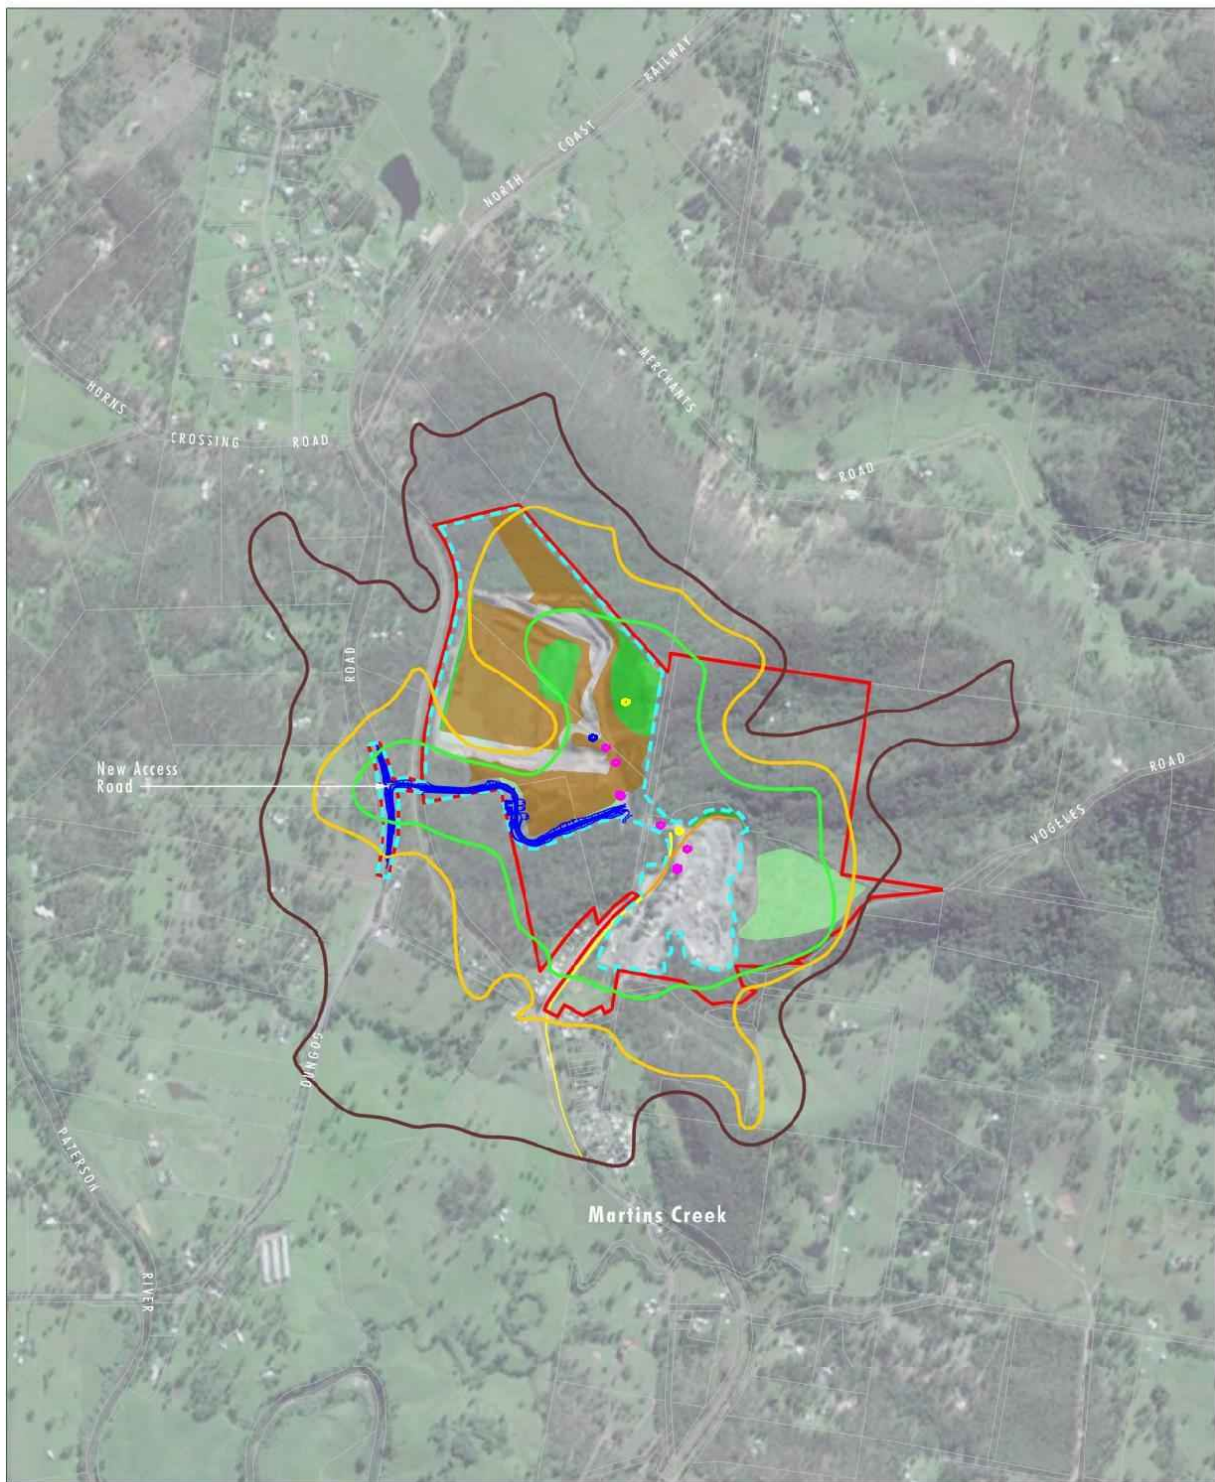 RAILWAY
COAST
NORTH
MERCHANTS
HORNS
CROSSING ROAD
ROAD
ROAD
New Access
Road
ROAD
VOGELES
DUNGOG
PATERSON
Martins Creek
RIVER